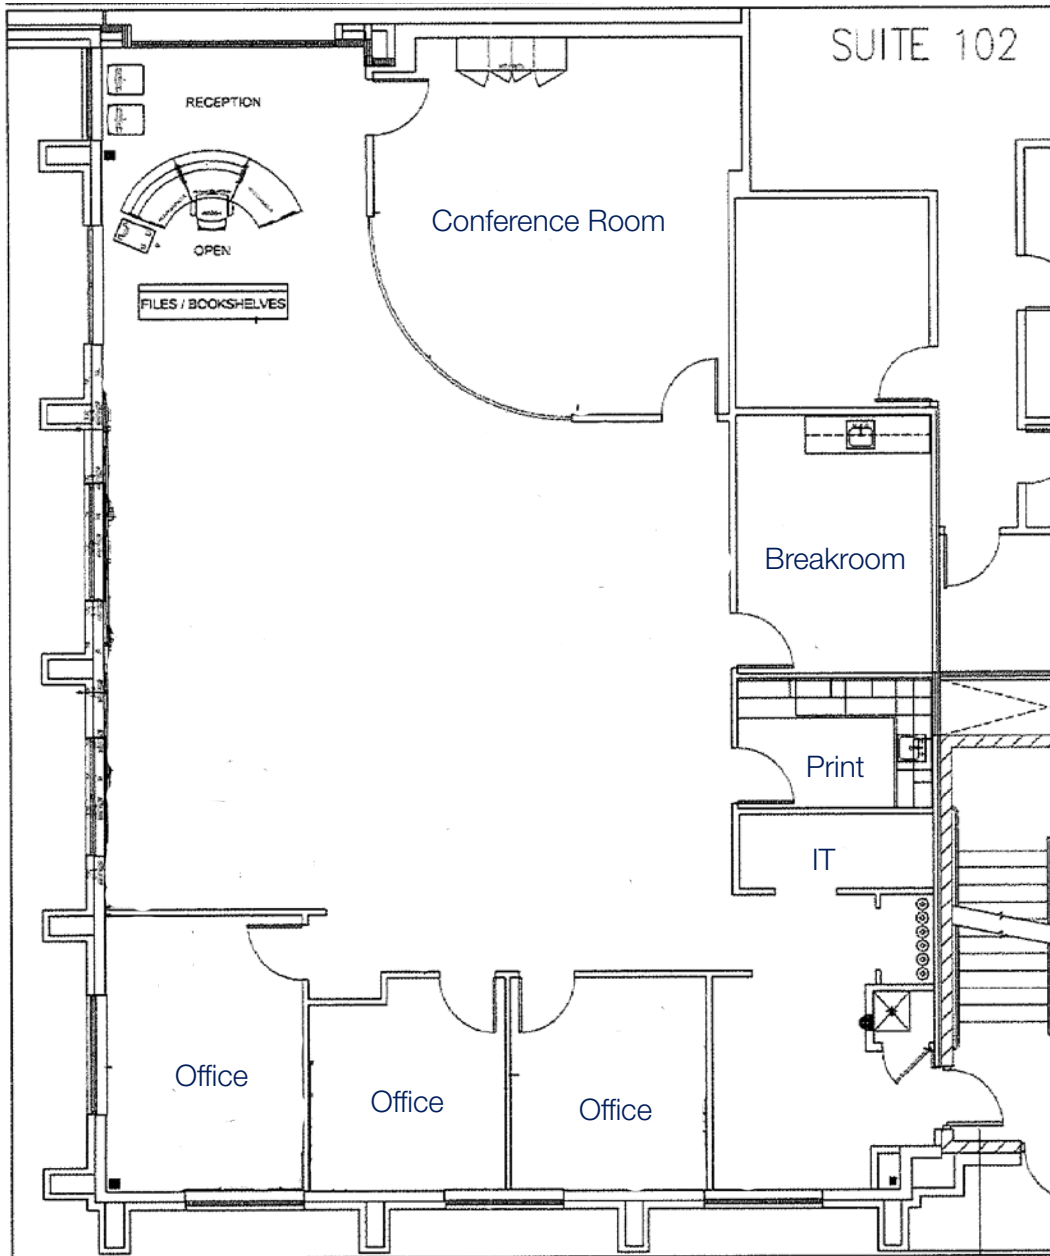 SUITE 102
RECEPTION
Conference Room
OPEN
FILES / BOOKSHELVES
Breakroom
Print
IT
Office
Office
Office